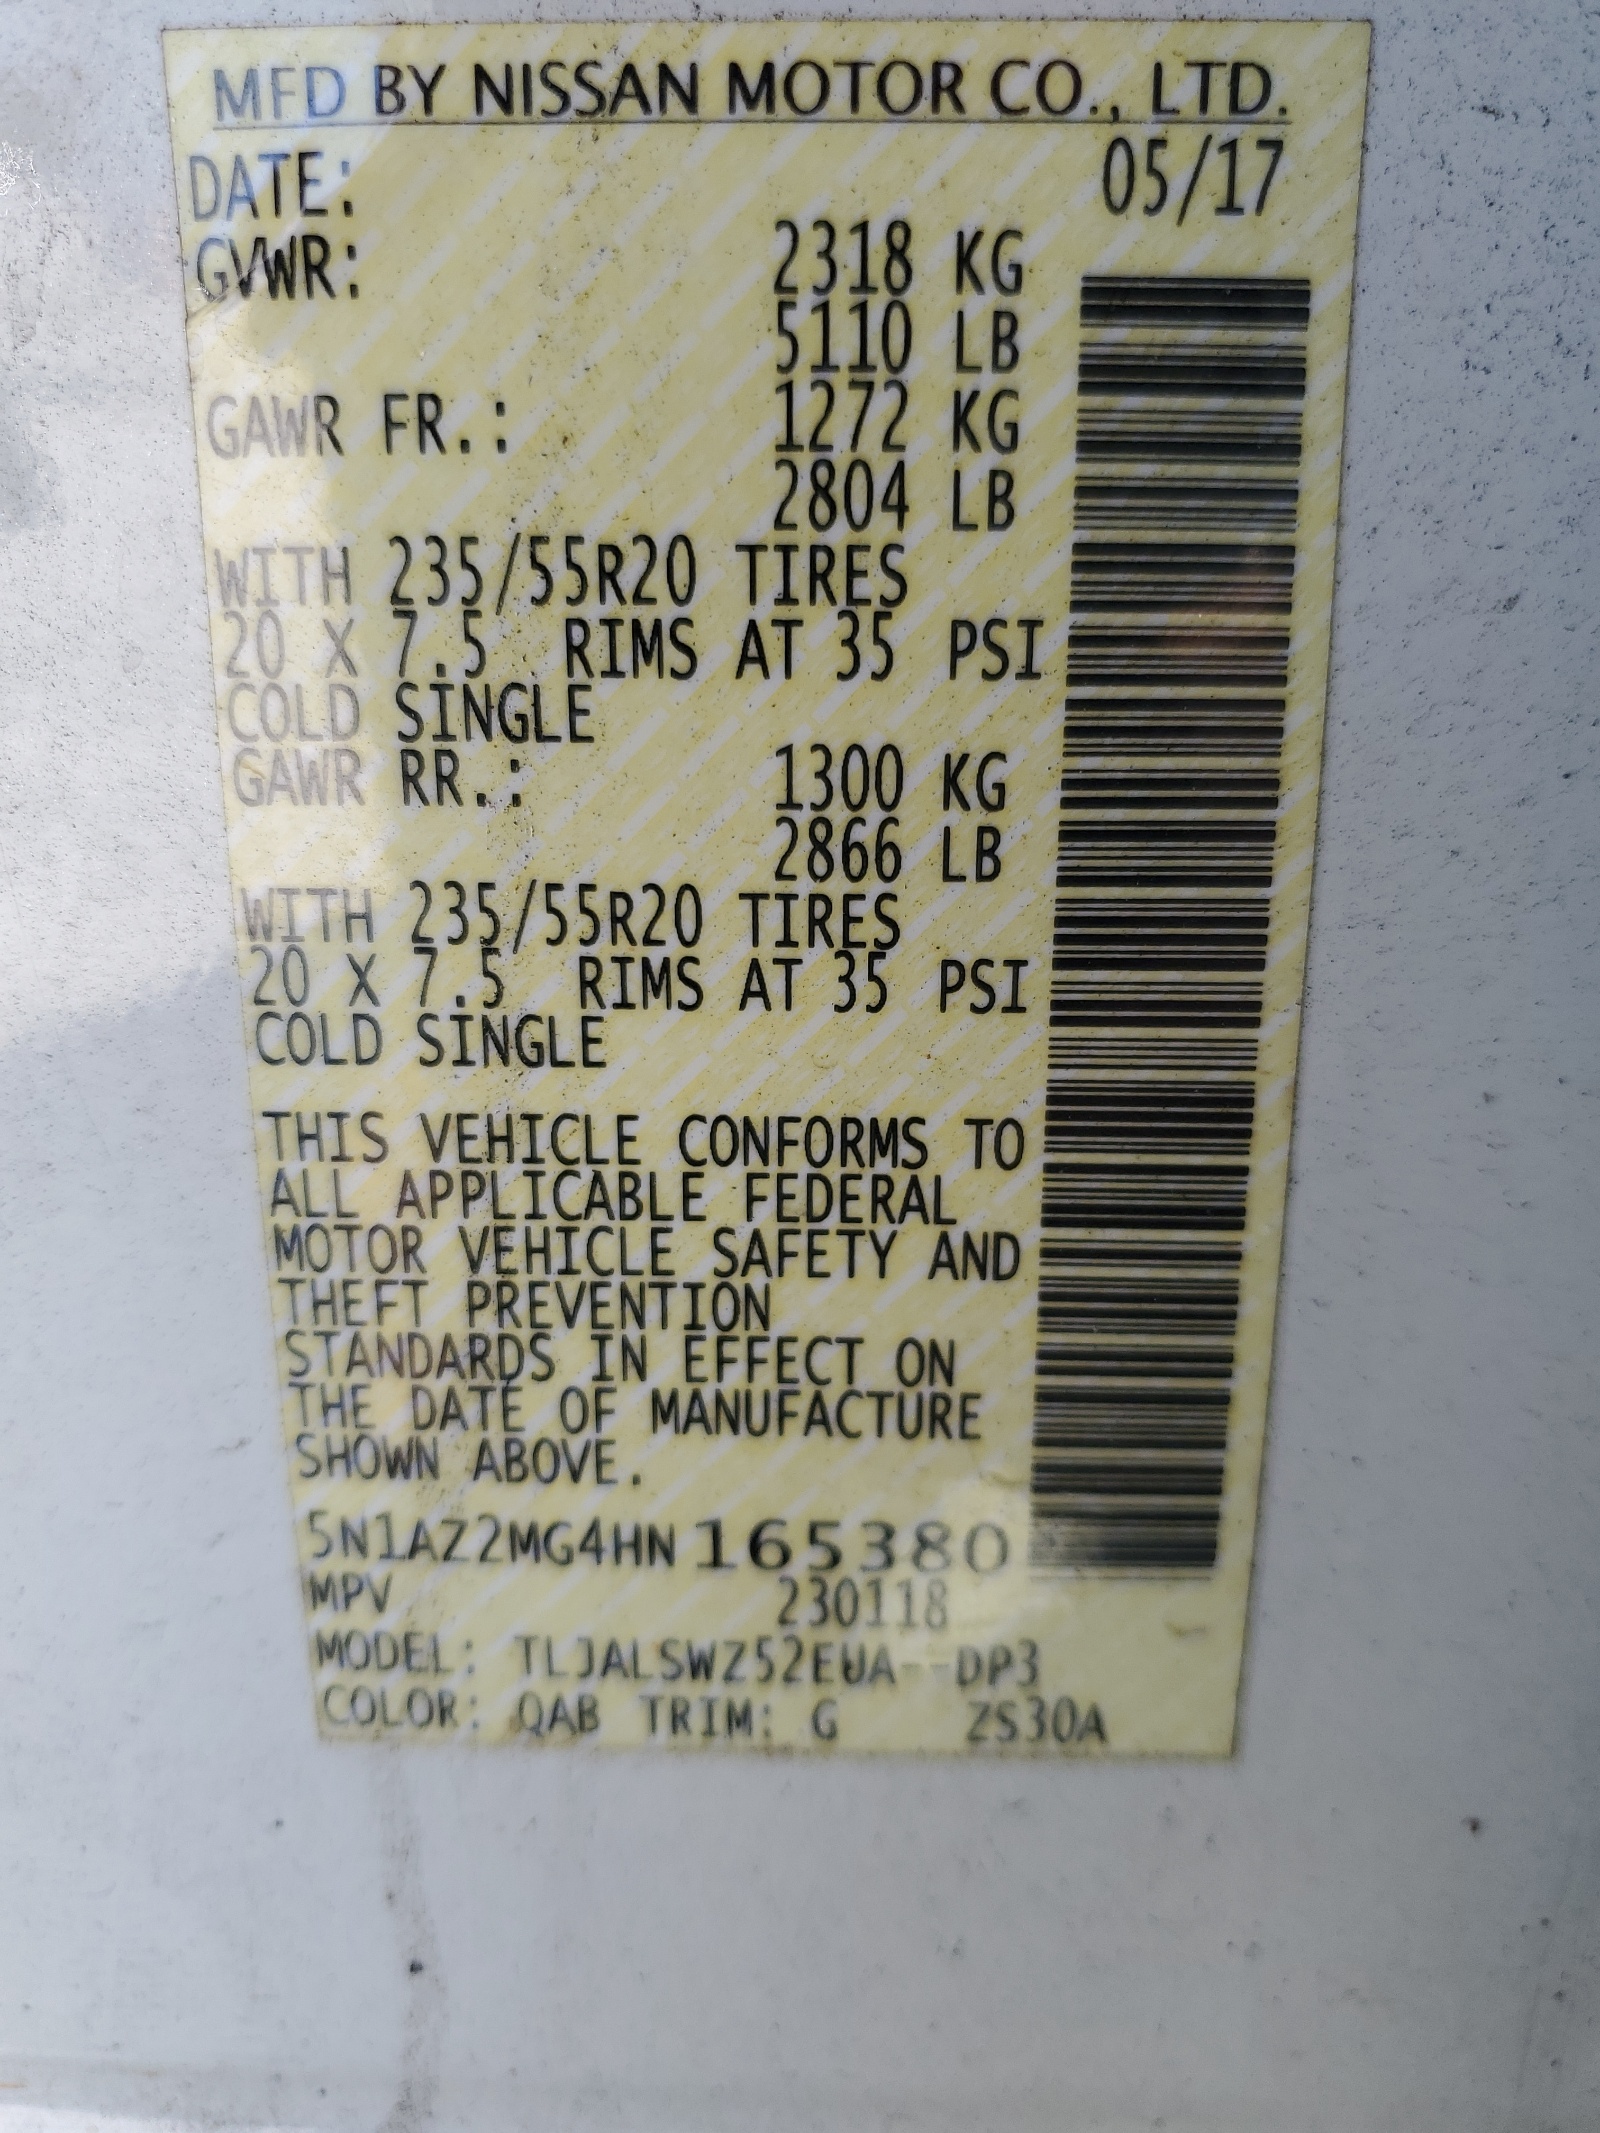 MFD BY NISSAN MOTOR CO., LTD.
DATE: 05/17
GVWR: 2318 KG
5110 LB
GAWR FR.: 1272 KG
2804 LB
WITH 235/55R20 TIRES
20 X 7.5 RIMS AT 35 PSI
COLD SINGLE
GAWR RR.: 1300 KG
2866 LB
WITH 235/55R20 TIRES
20 X 7.5 RIMS AT 35 PSI
COLD SINGLE
THIS VEHICLE CONFORMS TO
ALL APPLICABLE FEDERAL
MOTOR VEHICLE SAFETY AND
THEFT PREVENTION
STANDARDS IN EFFECT ON
THE DATE OF MANUFACTURE
SHOWN ABOVE.
5N1AZ2MG4HN165380
MPV 230118
MODEL: TLJALSWZ52EUA--DP3
COLOR: QAB TRIM: G ZS30A